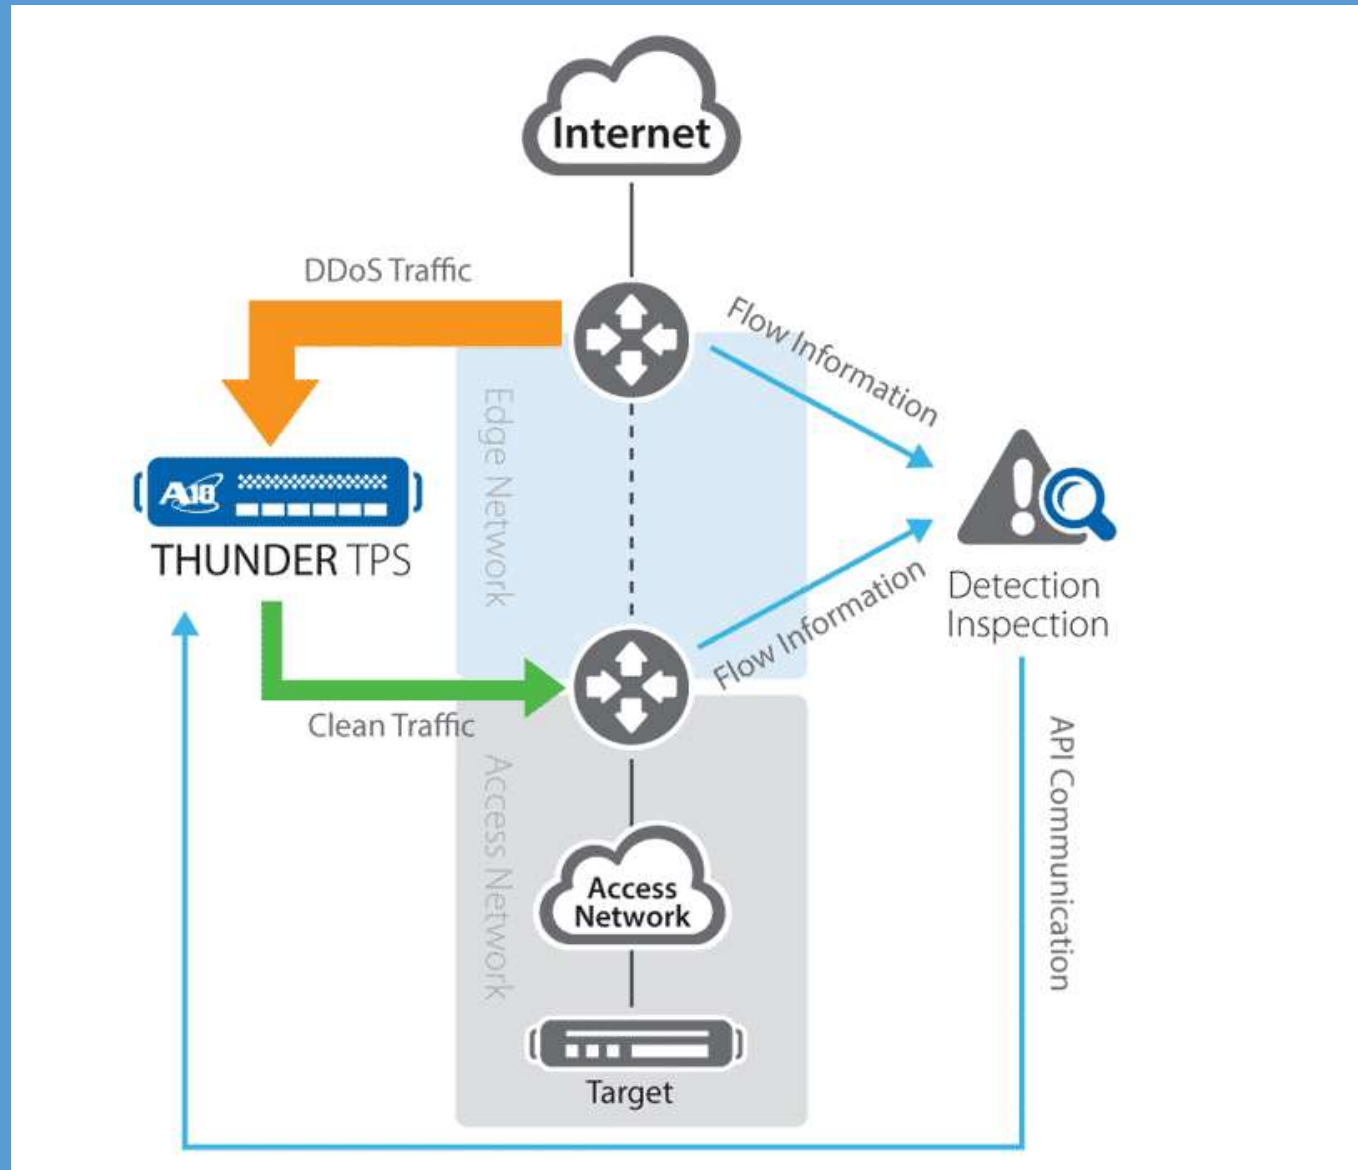 Internet
DDoS Traffic
Flow Information
Edge Network
A10
THUNDER TPS
Detection
Inspection
Flow Information
Clean Traffic
API Communication
Access Network
Access
Network
Target